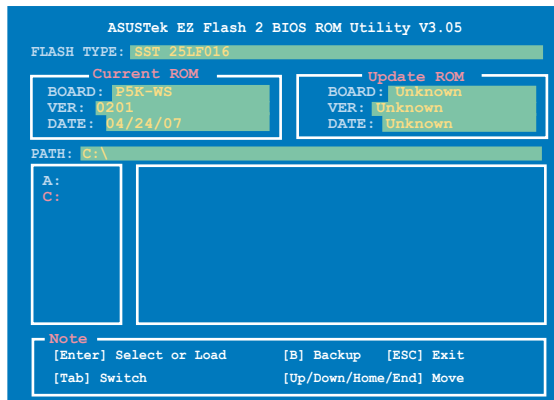 ASUSTek EZ Flash 2 BIOS ROM Utility V3.05
FLASH TYPE: SST 25LF016
Current ROM
BOARD: P5K-WS
VER: 0201
DATE: 04/24/07
Update ROM
BOARD: Unknown
VER: Unknown
DATE: Unknown
PATH: C:\
A:
C:
Note
[Enter] Select or Load [B] Backup [ESC] Exit
[Tab] Switch [Up/Down/Home/End] Move